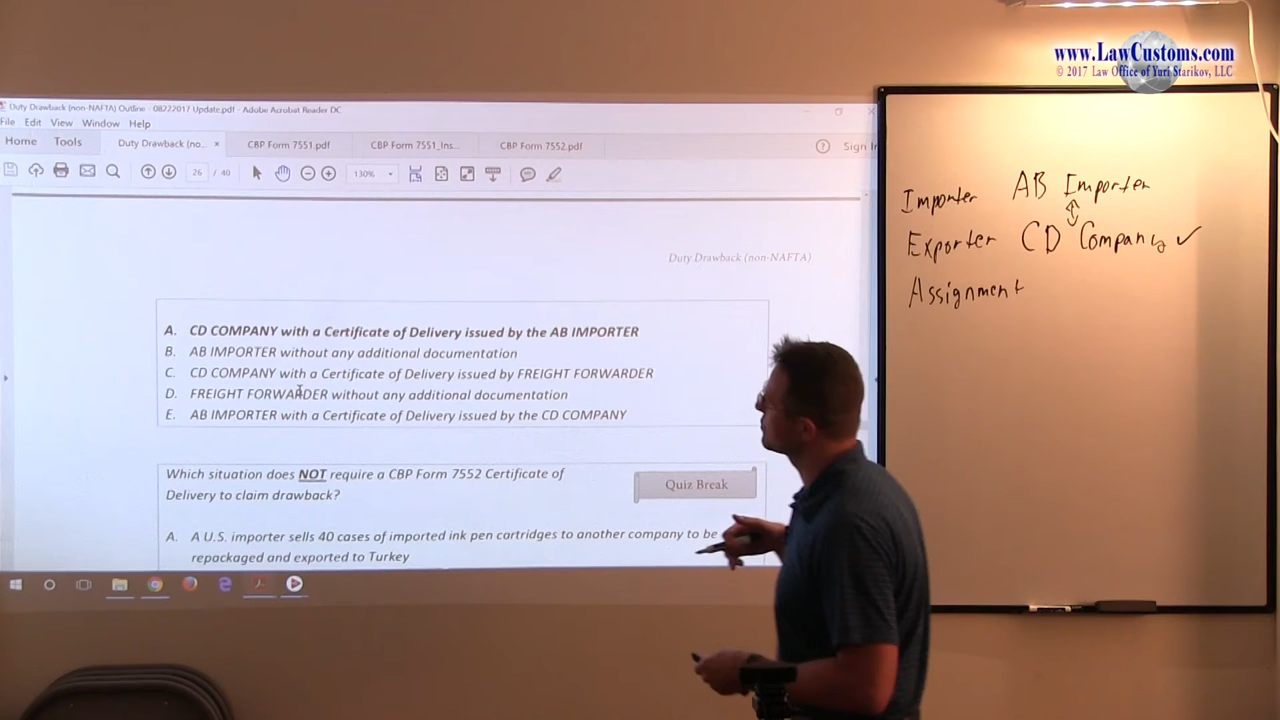 www.LawCustoms.com
© 2017 Law Office of Yuri Starikov, LLC
Duty Drawback (non-NAFTA) Outline - 08222017 Update.pdf - Adobe Acrobat Reader DC
File Edit View Window Help
Home Tools Duty Drawback (no... × CBP Form 7551.pdf CBP Form 7551_Ins... CBP Form 7552.pdf ? Sign In
26 / 40 130%
Duty Drawback (non-NAFTA)
A. CD COMPANY with a Certificate of Delivery issued by the AB IMPORTER
B. AB IMPORTER without any additional documentation
C. CD COMPANY with a Certificate of Delivery issued by FREIGHT FORWARDER
D. FREIGHT FORWARDER without any additional documentation
E. AB IMPORTER with a Certificate of Delivery issued by the CD COMPANY
Which situation does NOT require a CBP Form 7552 Certificate of
Delivery to claim drawback?
Quiz Break
A. A U.S. importer sells 40 cases of imported ink pen cartridges to another company to be
repackaged and exported to Turkey
Importer AB Importer
Exporter CD Company ✓
Assignment